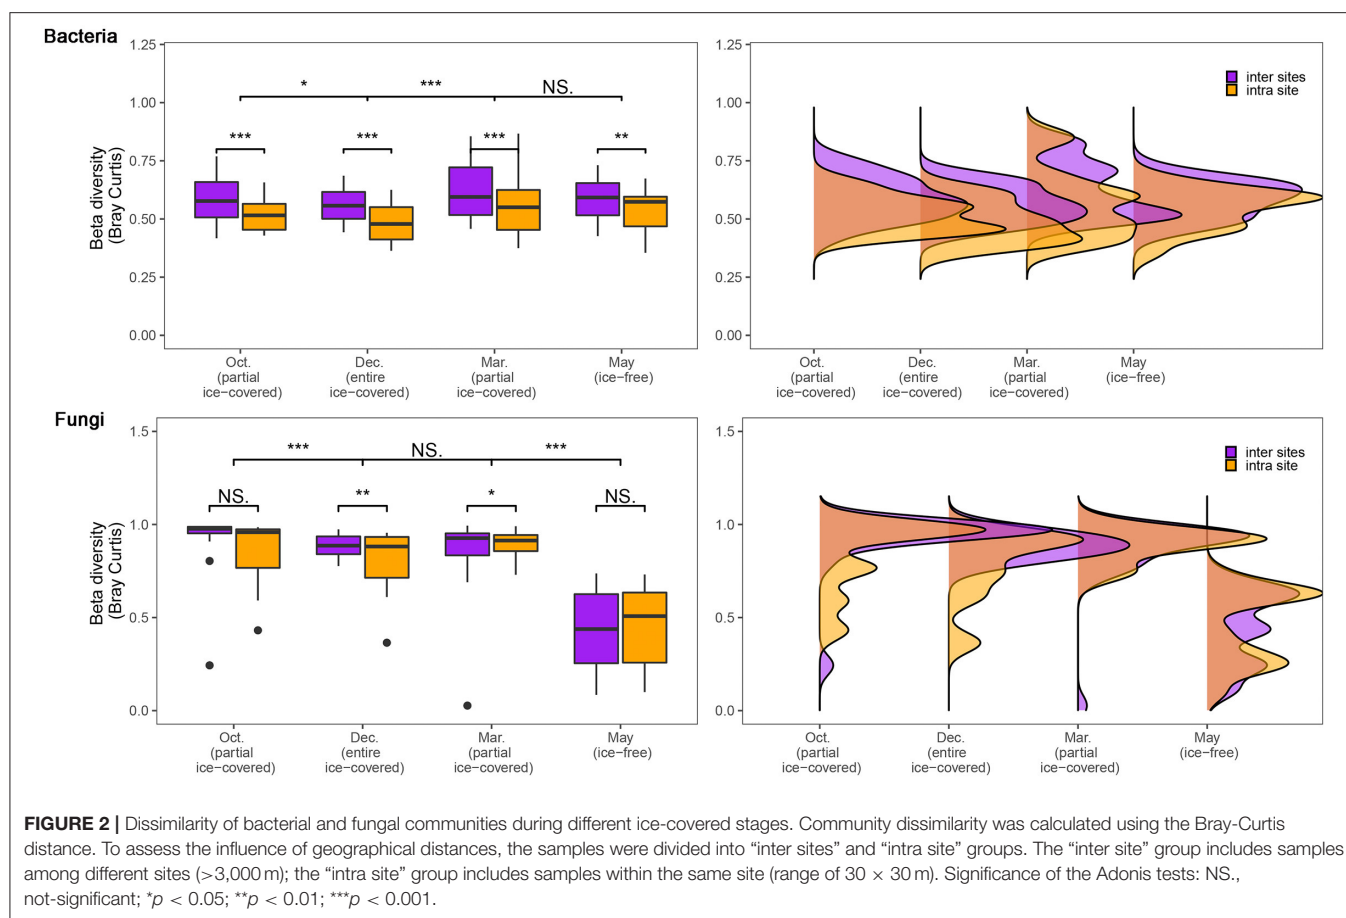 Bacteria
1.25
1.00
0.75
0.50
0.25
0.00
Beta diversity
(Bray Curtis)
*
***
NS.
***
***
***
**
Oct.
(partial
ice−covered)
Dec.
(entire
ice−covered)
Mar.
(partial
ice−covered)
May
(ice−free)
1.25
1.00
0.75
0.50
0.25
0.00
inter sites
intra site
Oct.
(partial
ice−covered)
Dec.
(entire
ice−covered)
Mar.
(partial
ice−covered)
May
(ice−free)
Fungi
1.5
1.0
0.5
0.0
Beta diversity
(Bray Curtis)
***
NS.
***
NS.
**
*
NS.
Oct.
(partial
ice−covered)
Dec.
(entire
ice−covered)
Mar.
(partial
ice−covered)
May
(ice−free)
1.5
1.0
0.5
0.0
inter sites
intra site
Oct.
(partial
ice−covered)
Dec.
(entire
ice−covered)
Mar.
(partial
ice−covered)
May
(ice−free)
FIGURE 2 | Dissimilarity of bacterial and fungal communities during different ice-covered stages. Community dissimilarity was calculated using the Bray-Curtis
distance. To assess the influence of geographical distances, the samples were divided into “inter sites” and “intra site” groups. The “inter site” group includes samples
among different sites (>3,000 m); the “intra site” group includes samples within the same site (range of 30 × 30 m). Significance of the Adonis tests: NS.,
not-significant; *p < 0.05; **p < 0.01; ***p < 0.001.